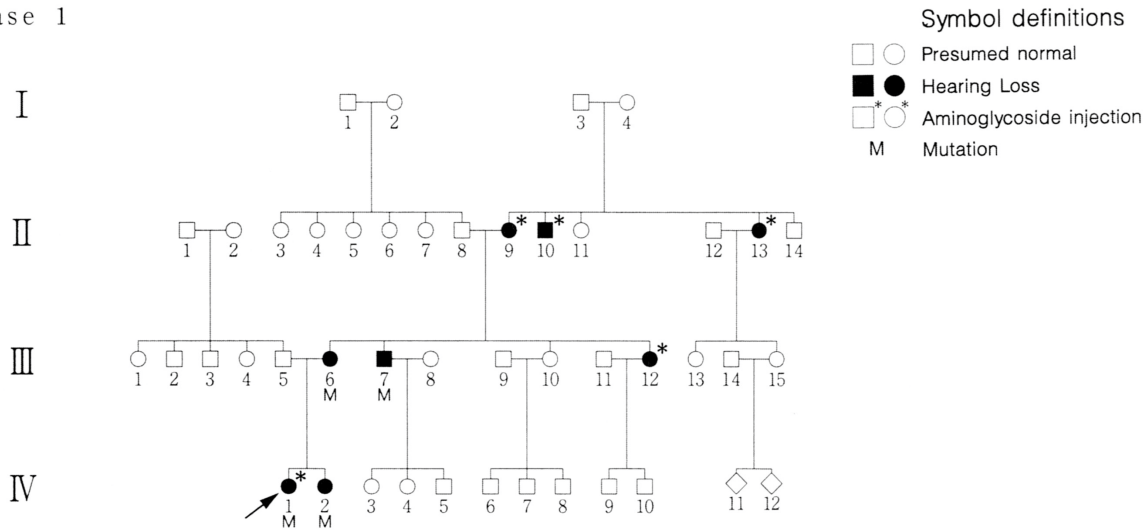 ase 1
Symbol definitions
Presumed normal
Hearing Loss
* * Aminoglycoside injection
M Mutation
I
1 2 3 4
II
* * *
1 2 3 4 5 6 7 8 9 10 11 12 13 14
III
*
1 2 3 4 5 6 7 8 9 10 11 12 13 14 15
M M
IV
*
1 2 3 4 5 6 7 8 9 10 11 12
M M